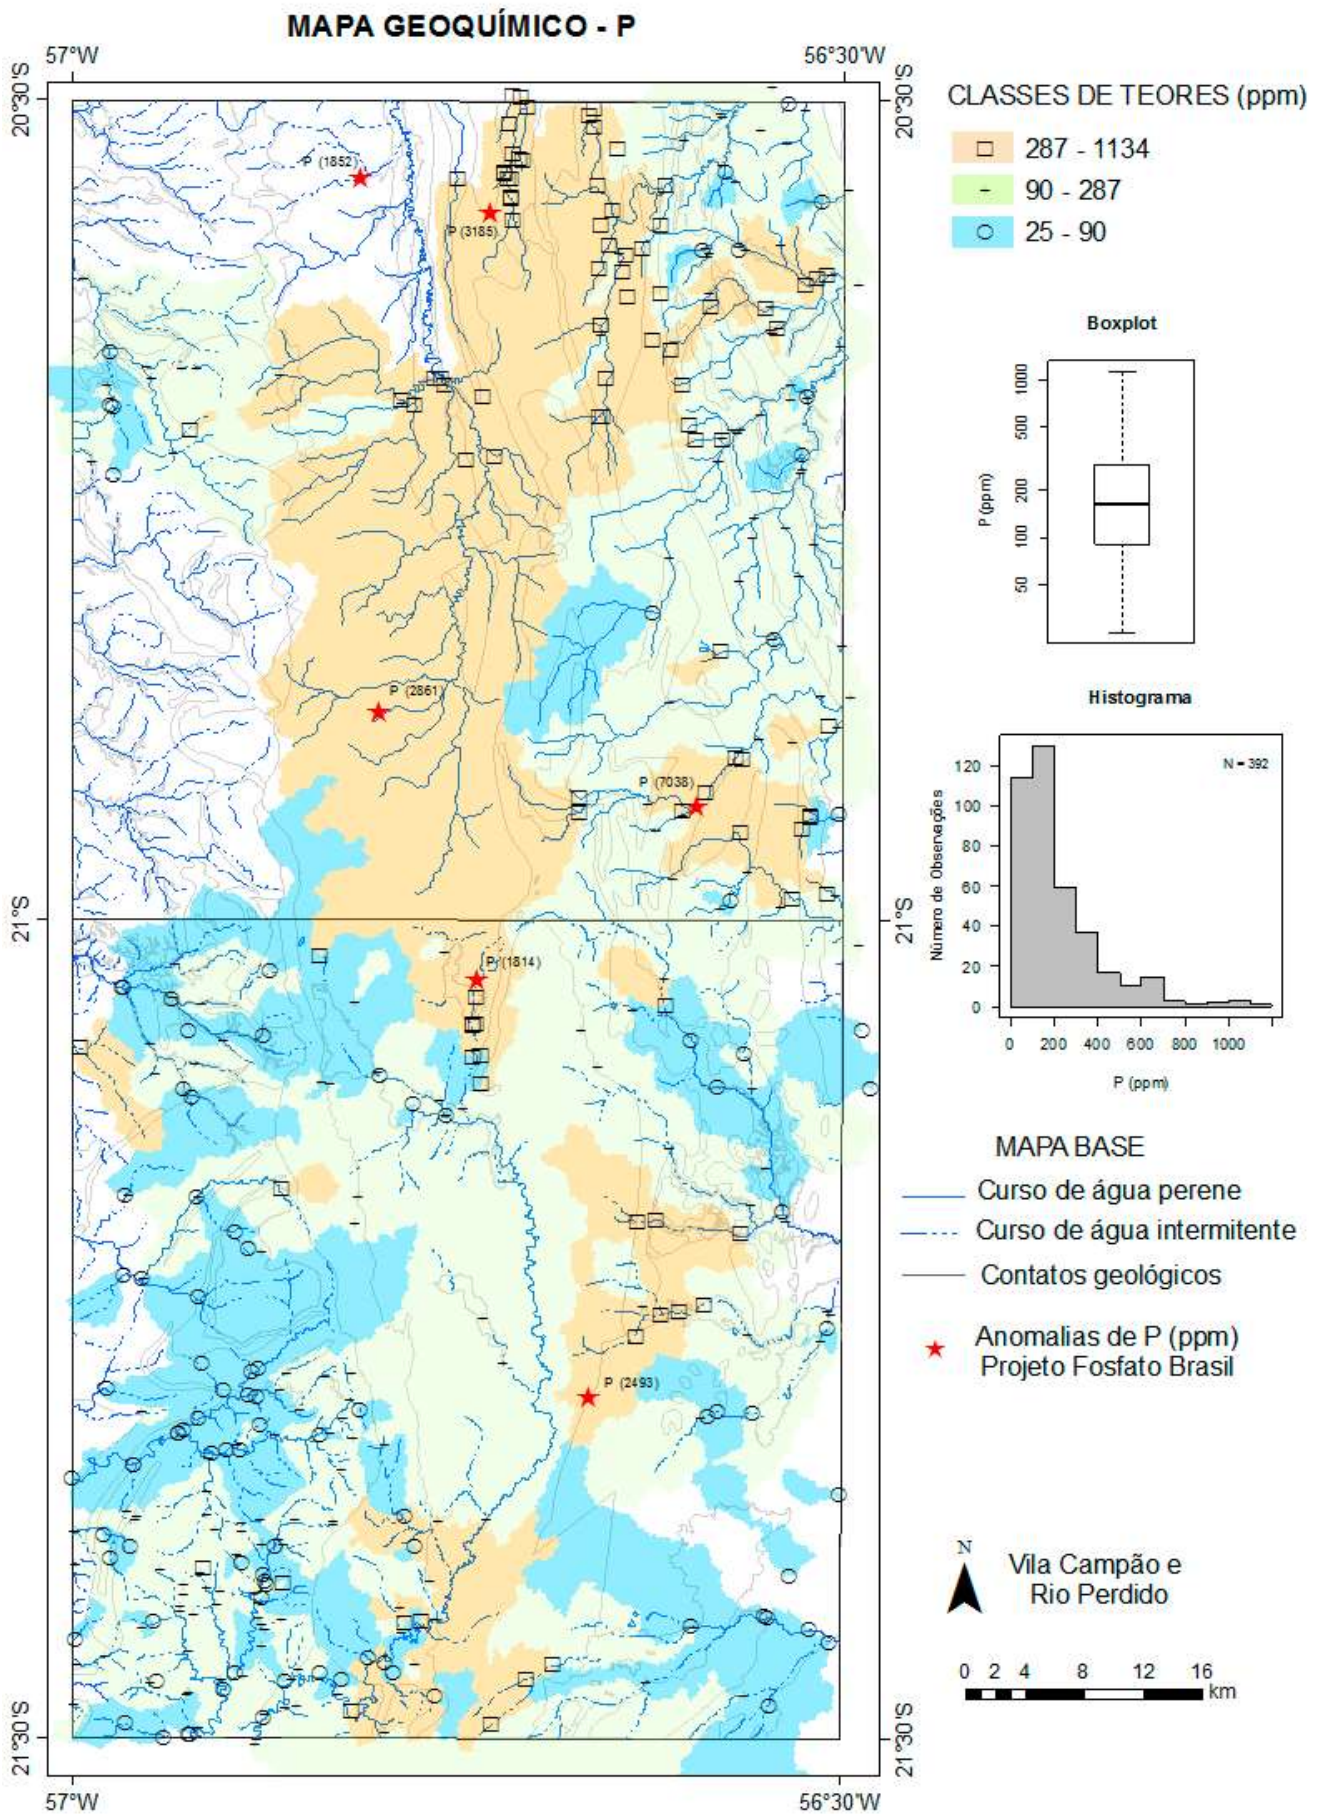 MAPA GEOQUÍMICO - P
57°W
56°30'W
20°30'S
20°30'S
P (1852)
P (3185)
P (2861)
P (7038)
21°S
21°S
P (1814)
P (2493)
21°30'S
21°30'S
57°W
56°30'W
CLASSES DE TEORES (ppm)
287 - 1134
90 - 287
25 - 90
Boxplot
P (ppm)
1000
500
200
100
50
Histograma
N = 392
Número de Observações
120
100
80
60
40
20
0
0 200 400 600 800 1000
P (ppm)
MAPA BASE
Curso de água perene
Curso de água intermitente
Contatos geológicos
Anomalias de P (ppm)
Projeto Fosfato Brasil
N
Vila Campão e
Rio Perdido
0 2 4 8 12 16
km